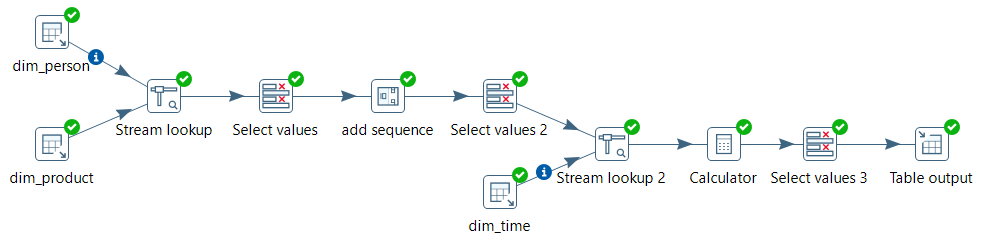 dim_person
Stream lookup
Select values
add sequence
Select values 2
dim_product
Stream lookup 2
Calculator
Select values 3
Table output
dim_time